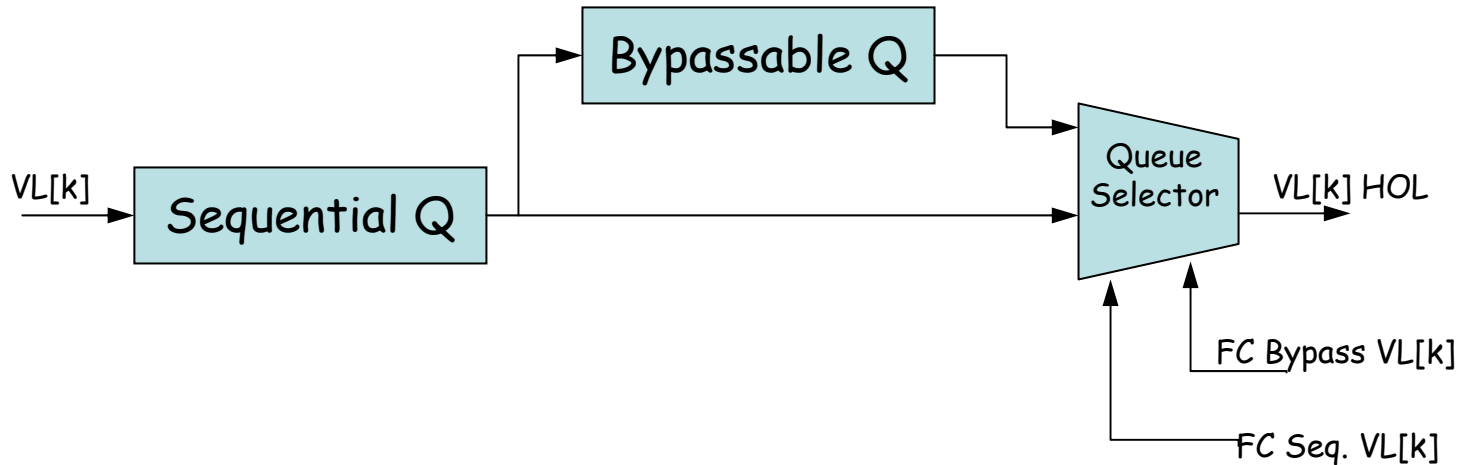 Bypassable Q
VL[k]
Sequential Q
Queue
Selector
VL[k] HOL
FC Bypass VL[k]
FC Seq. VL[k]